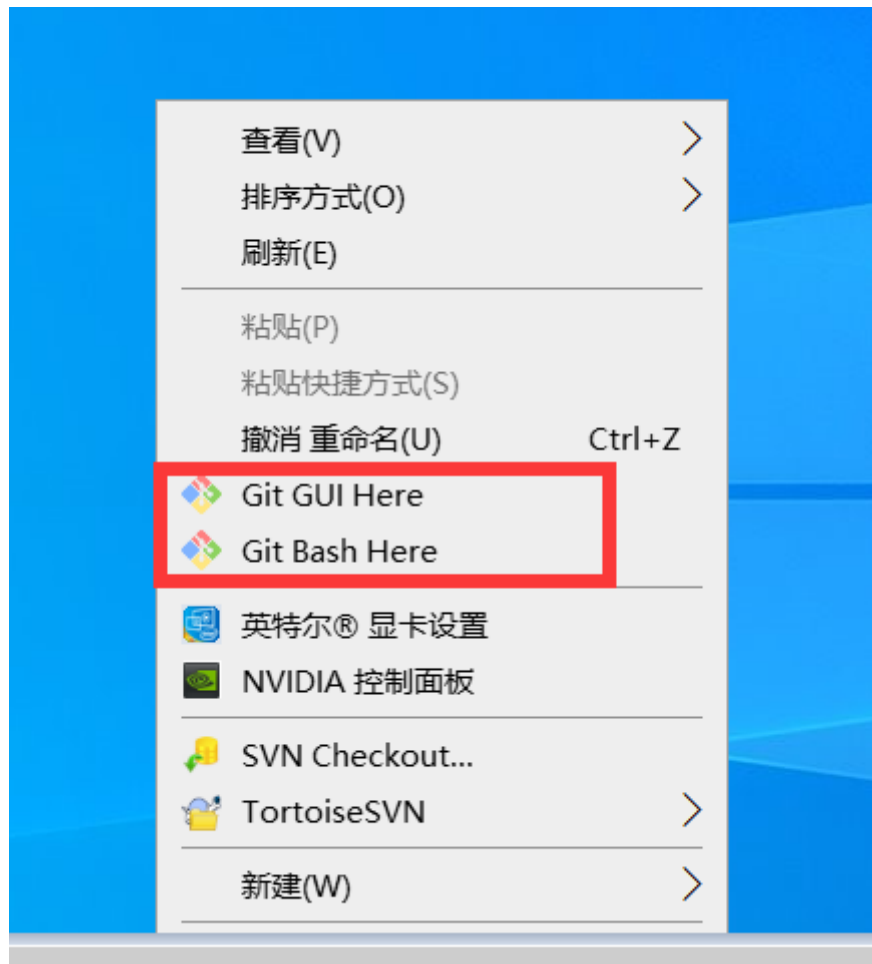 查看(V)
排序方式(O)
刷新(E)
粘贴(P)
粘贴快捷方式(S)
撤消 重命名(U) Ctrl+Z
Git GUI Here
Git Bash Here
英特尔® 显卡设置
NVIDIA 控制面板
SVN Checkout...
TortoiseSVN
新建(W)